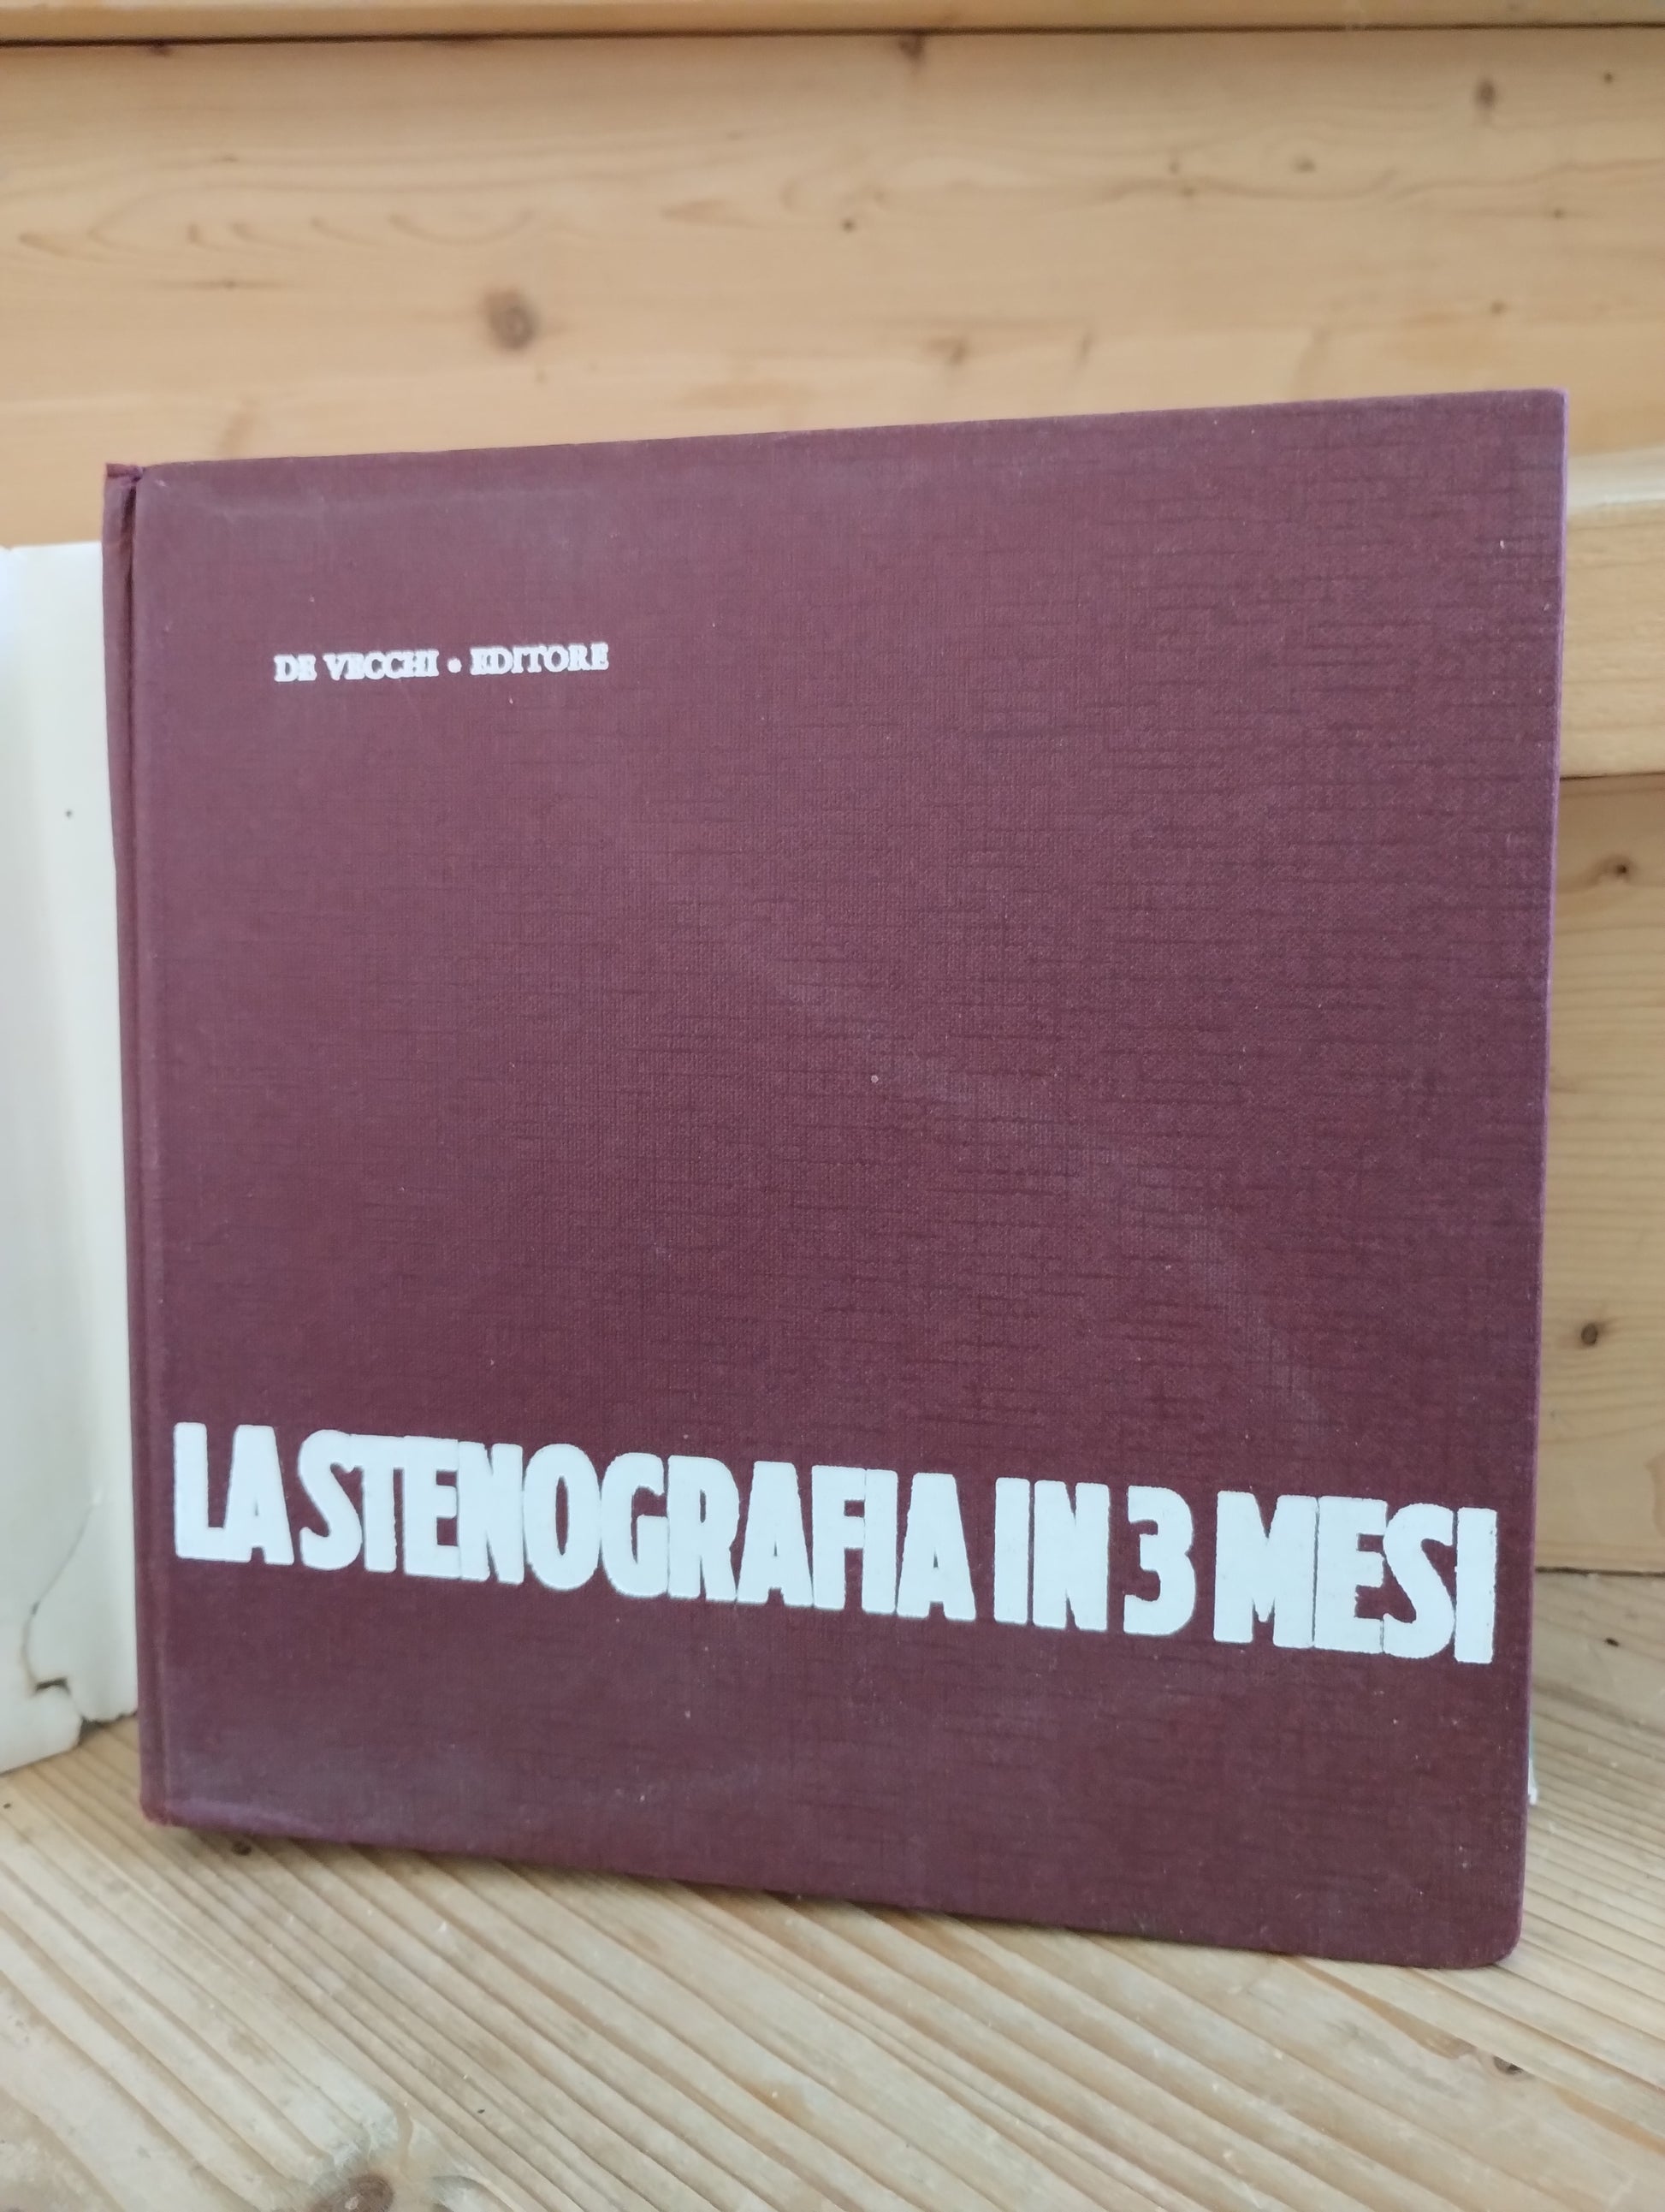 DE VECCHI • EDITORE
LA STENOGRAFIA IN 3 MESI